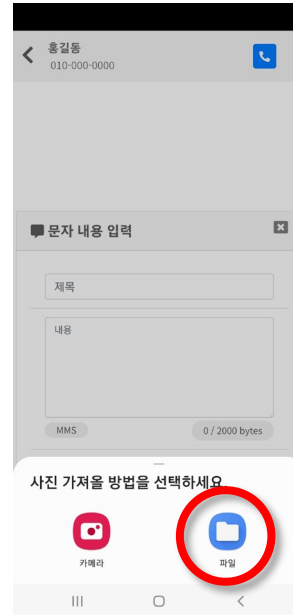 홍길동
010-000-0000
문자 내용 입력
제목
내용
MMS
0 / 2000 bytes
사진 가져올 방법을 선택하세요.
카메라
파일